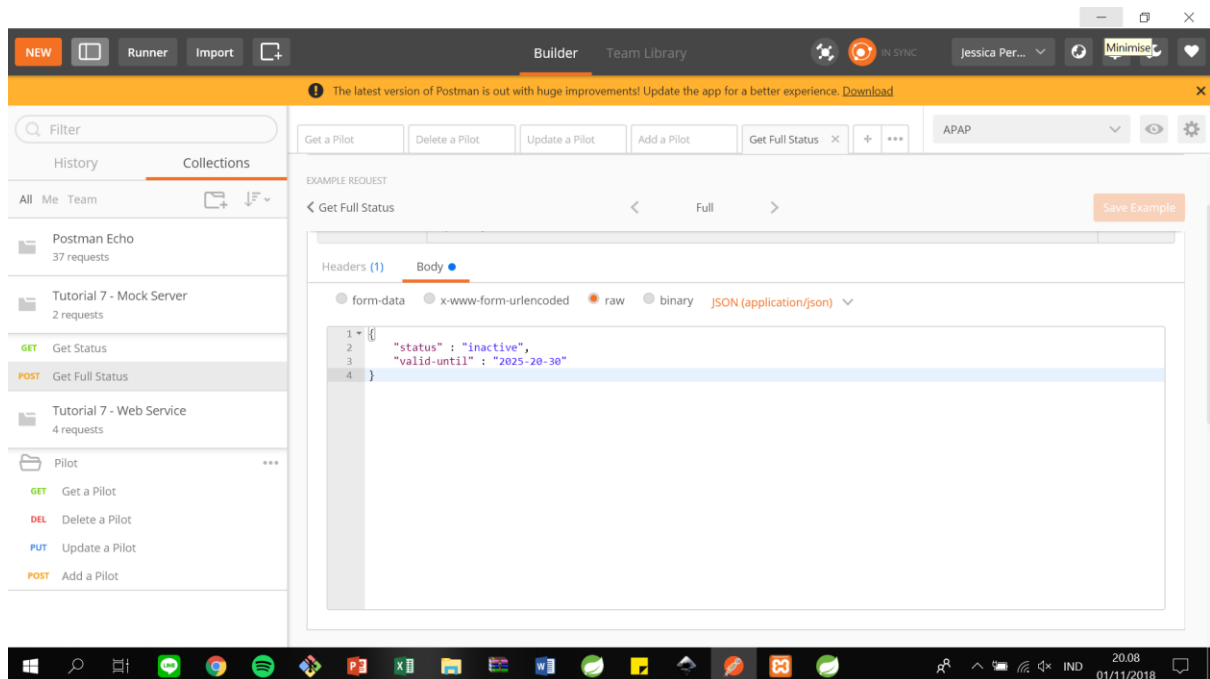 NEW Runner Import Builder Team Library IN SYNC Jessica Per... Minimise
The latest version of Postman is out with huge improvements! Update the app for a better experience. Download
Filter
History Collections
All Me Team
Postman Echo
37 requests
Tutorial 7 - Mock Server
2 requests
GET Get Status
POST Get Full Status
Tutorial 7 - Web Service
4 requests
Pilot
GET Get a Pilot
DEL Delete a Pilot
PUT Update a Pilot
POST Add a Pilot
Get a Pilot Delete a Pilot Update a Pilot Add a Pilot Get Full Status APAP
EXAMPLE REQUEST
Get Full Status Full Save Example
Headers (1) Body
form-data x-www-form-urlencoded raw binary JSON (application/json)
1 {
2 "status" : "inactive",
3 "valid-until" : "2025-20-30"
4 }
IND 20.08
01/11/2018